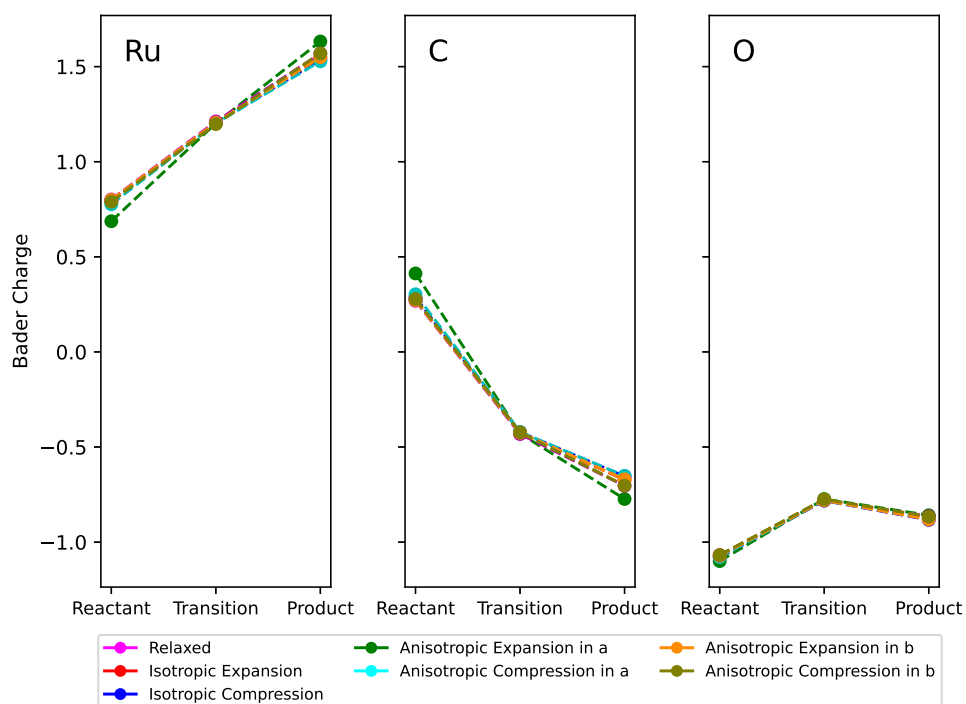 Ru
C
O
1.5
1.0
0.5
0.0
−0.5
−1.0
Bader Charge
Reactant Transition Product
Reactant Transition Product
Reactant Transition Product
Relaxed
Isotropic Expansion
Isotropic Compression
Anisotropic Expansion in a
Anisotropic Compression in a
Anisotropic Expansion in b
Anisotropic Compression in b